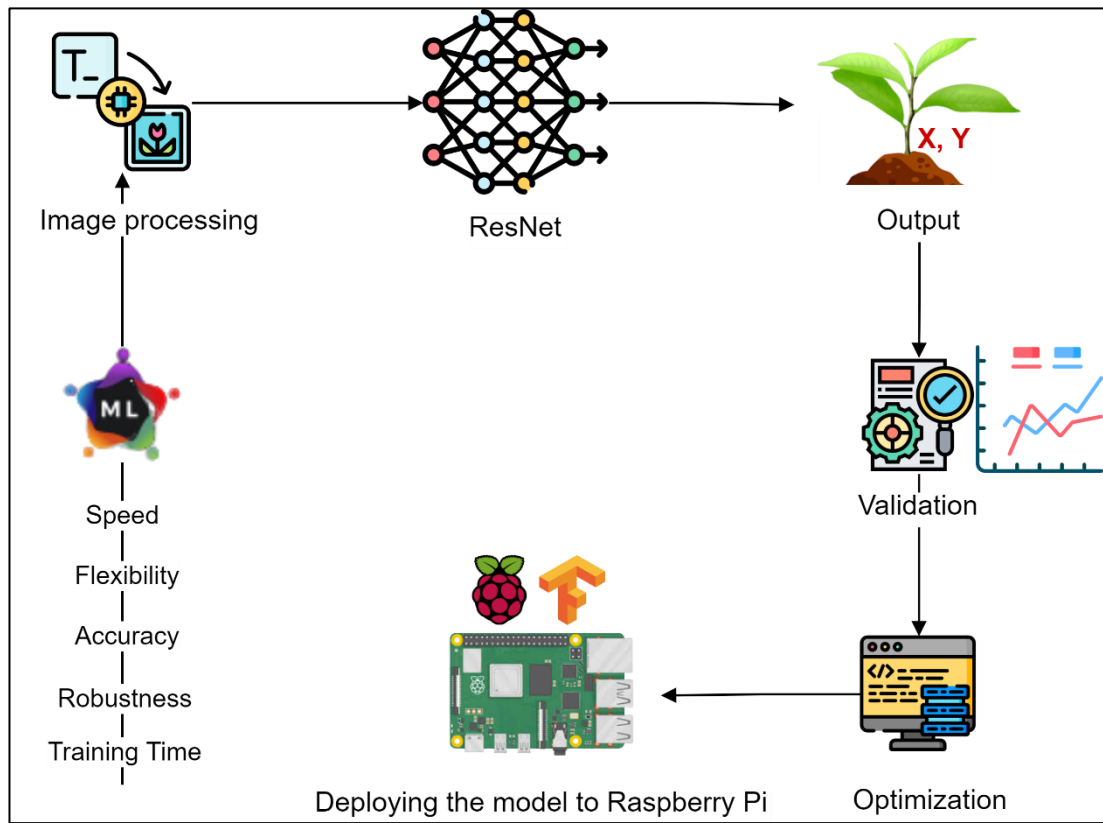 T_
Image processing
ResNet
X, Y
Output
ML
Speed
Flexibility
Accuracy
Robustness
Training Time
Validation
</>
Optimization
Deploying the model to Raspberry Pi